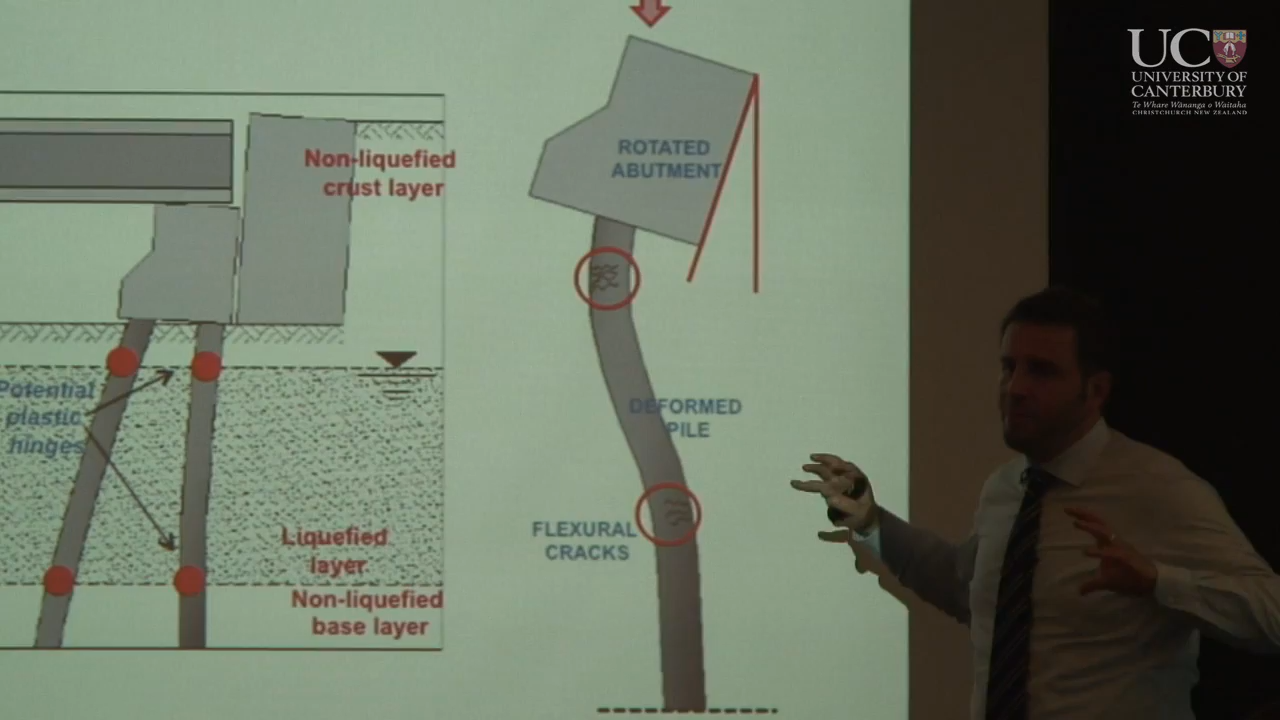 Non-liquefied
crust layer
Potential
plastic
hinges
Liquefied
layer
Non-liquefied
base layer
ROTATED
ABUTMENT
DEFORMED
PILE
FLEXURAL
CRACKS
UC
UNIVERSITY OF
CANTERBURY
Te Whare Wānanga o Waitaha
CHRISTCHURCH NEW ZEALAND